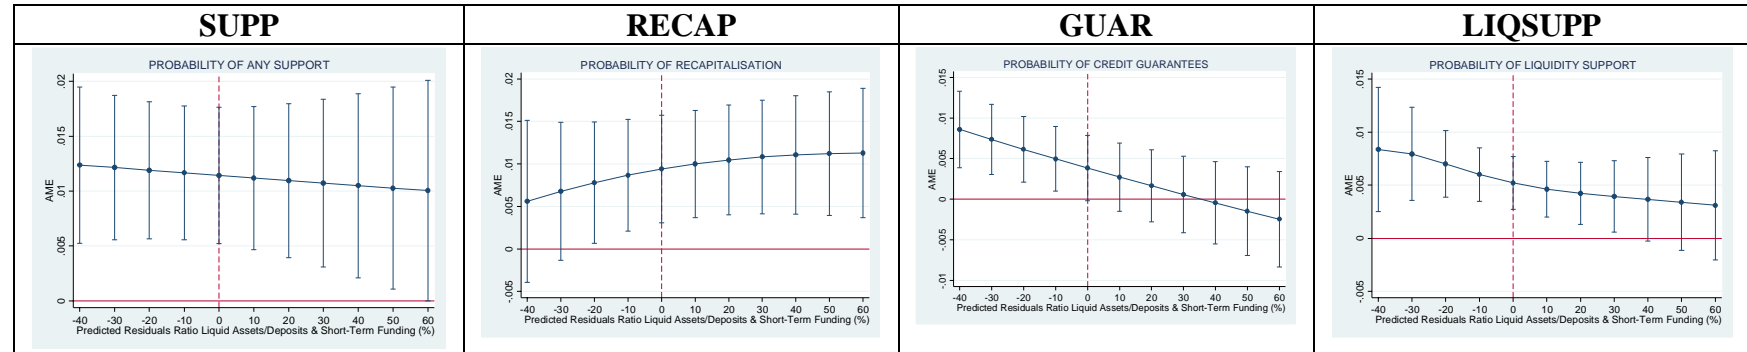 SUPP
RECAP
GUAR
LIQSUPP
PROBABILITY OF ANY SUPPORT
AME
.02
.015
.01
.005
0
-40 -30 -20 -10 0 10 20 30 40 50 60
Predicted Residuals Ratio Liquid Assets/Deposits & Short-Term Funding (%)
PROBABILITY OF RECAPITALISATION
AME
.02
.015
.01
.005
0
-.005
-40 -30 -20 -10 0 10 20 30 40 50 60
Predicted Residuals Ratio Liquid Assets/Deposits & Short-Term Funding (%)
PROBABILITY OF CREDIT GUARANTEES
AME
.015
.01
.005
0
-.005
-.01
-40 -30 -20 -10 0 10 20 30 40 50 60
Predicted Residuals Ratio Liquid Assets/Deposits & Short-Term Funding (%)
PROBABILITY OF LIQUIDITY SUPPORT
AME
.015
.01
.005
0
-.005
-40 -30 -20 -10 0 10 20 30 40 50 60
Predicted Residuals Ratio Liquid Assets/Deposits & Short-Term Funding (%)